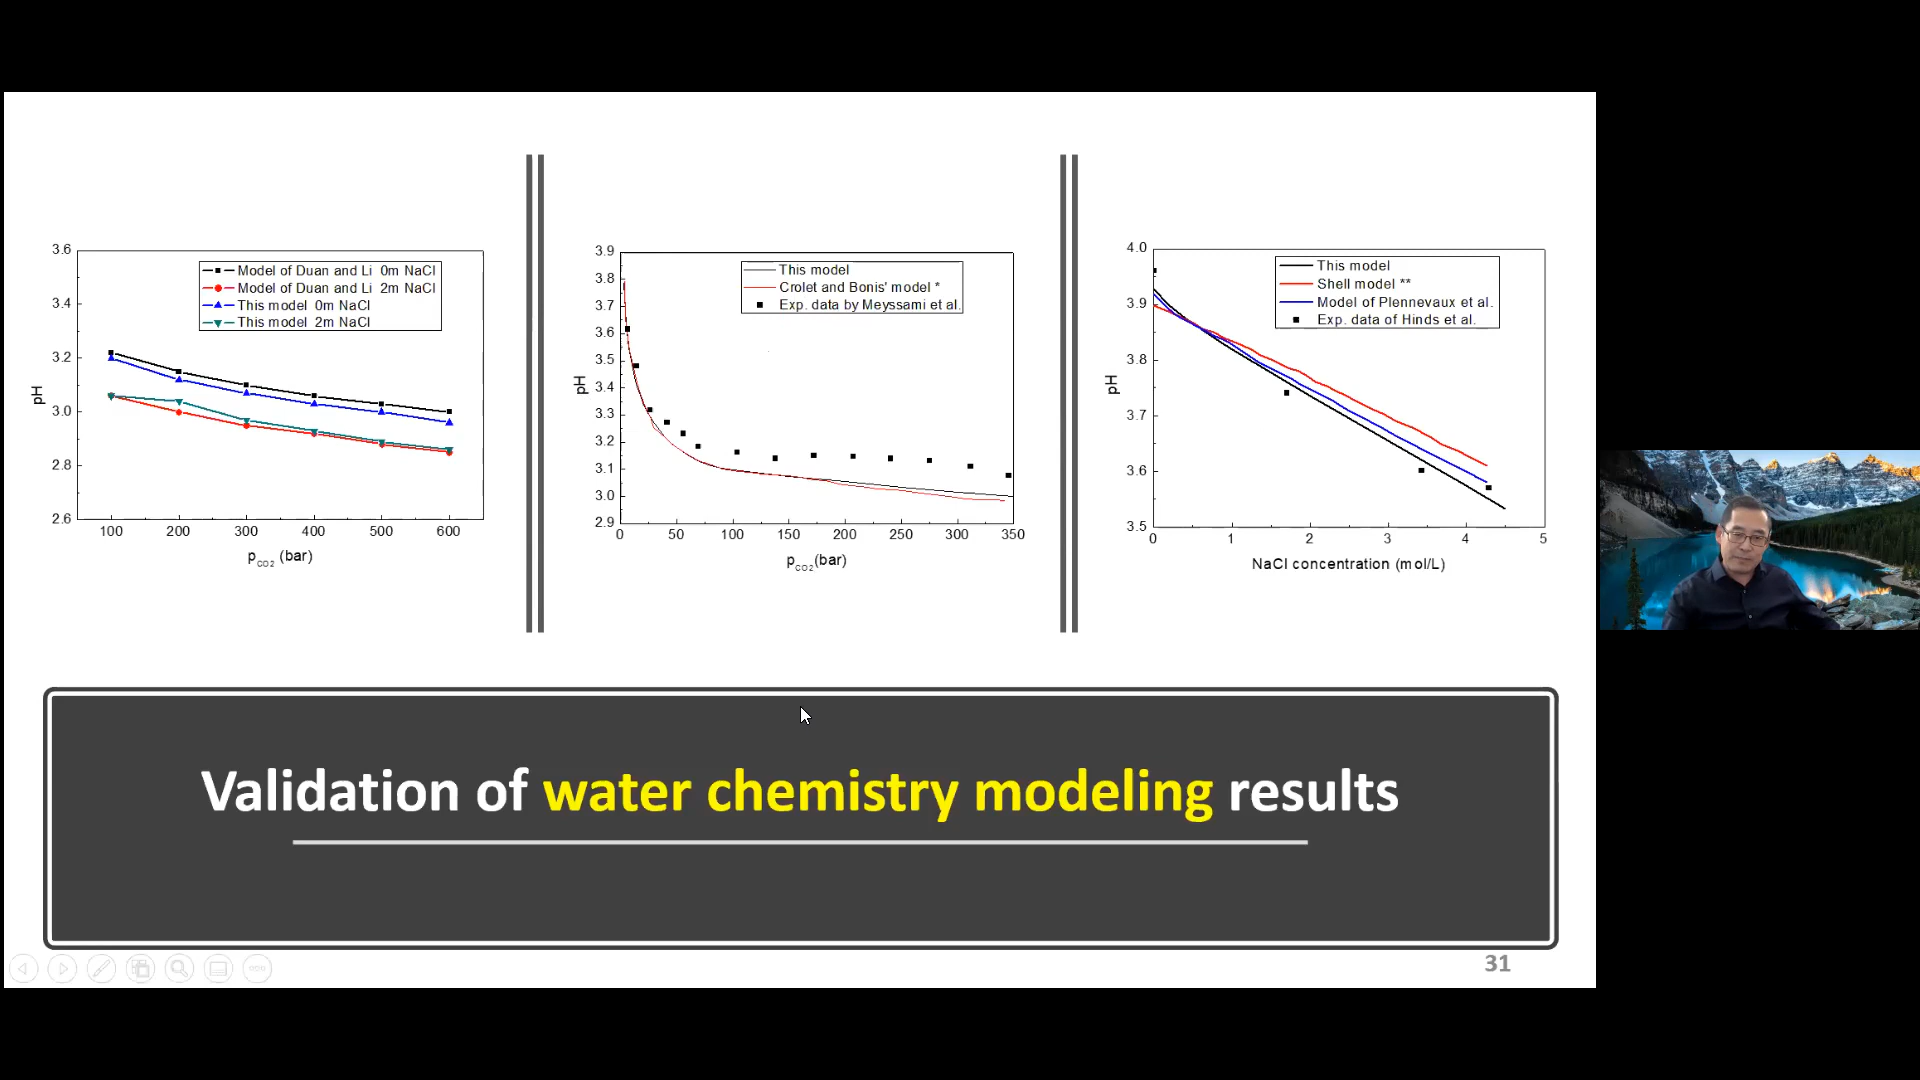 3.6
3.4
3.2
3.0
2.8
2.6
pH
Model of Duan and Li 0m NaCl
Model of Duan and Li 2m NaCl
This model 0m NaCl
This model 2m NaCl
100 200 300 400 500 600
pCO2 (bar)
3.9
3.8
3.7
3.6
3.5
3.4
3.3
3.2
3.1
3.0
2.9
pH
This model
Crolet and Bonis' model *
Exp. data by Meyssami et al.
0 50 100 150 200 250 300 350
pCO2(bar)
4.0
3.9
3.8
3.7
3.6
3.5
pH
This model
Shell model **
Model of Plennevaux et al.
Exp. data of Hinds et al.
0 1 2 3 4 5
NaCl concentration (mol/L)
Validation of water chemistry modeling results
31